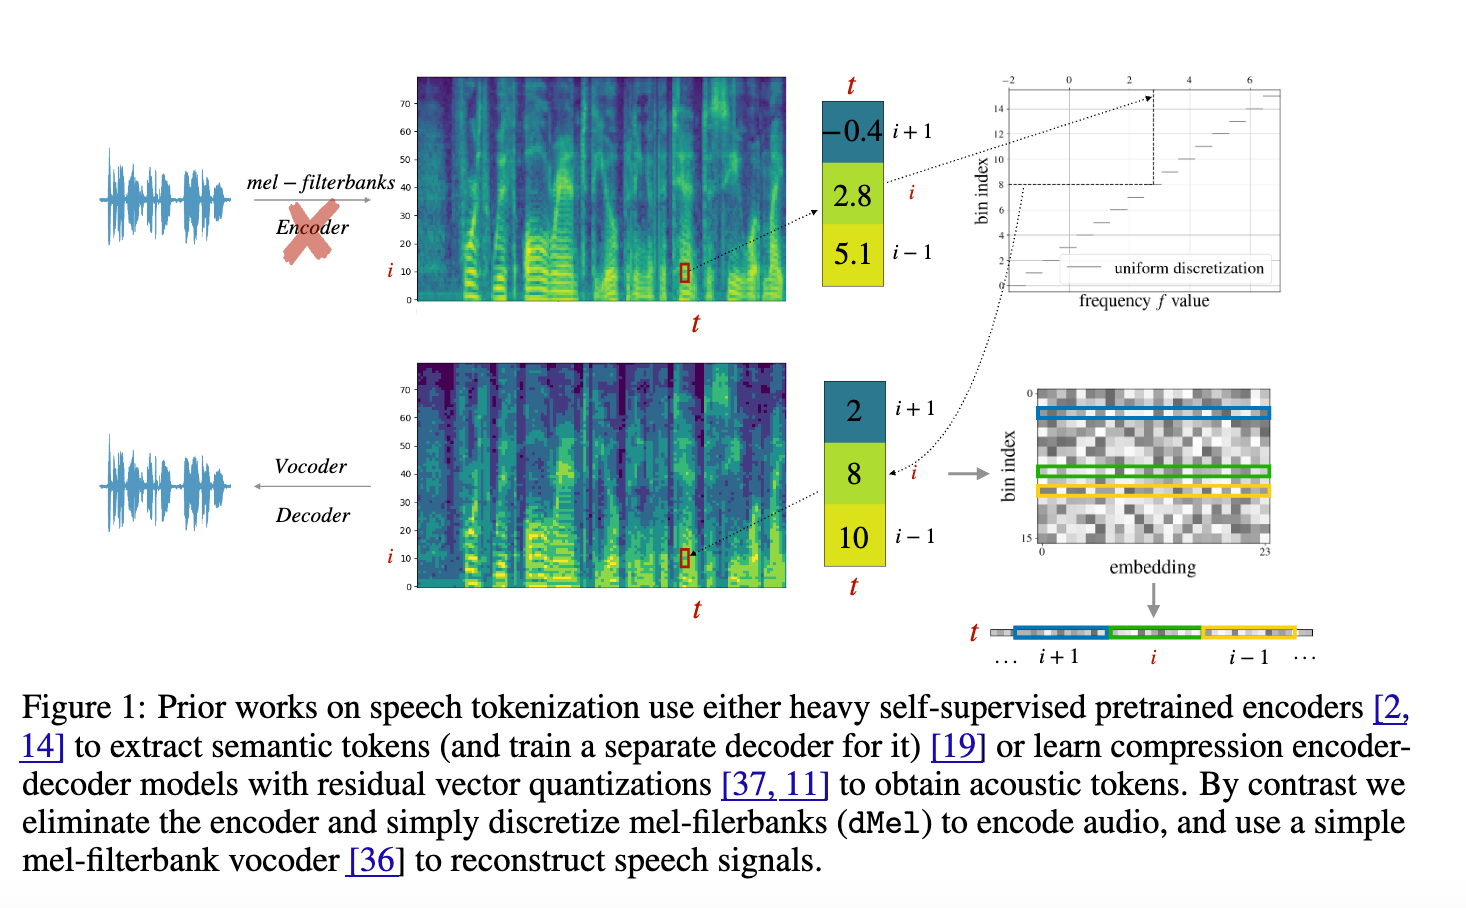 mel – filterbanks
Encoder
70
60
50
40
30
20
10
0
i
t
t
−0.4 i + 1
2.8 i
5.1 i − 1
−2 0 2 4 6
14
12
10
8
6
4
2
0
bin index
uniform discretization
frequency f value
Vocoder
Decoder
70
60
50
40
30
20
10
0
i
t
2 i + 1
8 i
10 i − 1
t
0
15
bin index
0 23
embedding
t
... i + 1 i i − 1 ...
Figure 1: Prior works on speech tokenization use either heavy self-supervised pretrained encoders [2,
14] to extract semantic tokens (and train a separate decoder for it) [19] or learn compression encoder-
decoder models with residual vector quantizations [37, 11] to obtain acoustic tokens. By contrast we
eliminate the encoder and simply discretize mel-filerbanks (dMel) to encode audio, and use a simple
mel-filterbank vocoder [36] to reconstruct speech signals.